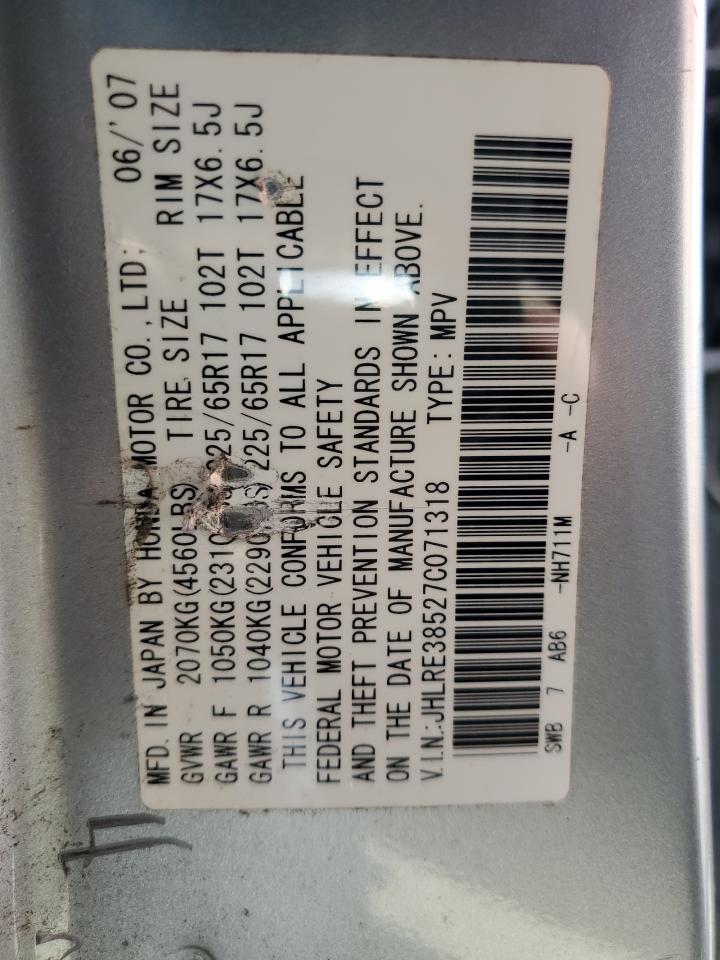 MFD. IN JAPAN BY HONDA MOTOR CO., LTD. 06/'07
GVWR 2070KG(4560LBS) TIRE SIZE RIM SIZE
GAWR F 1050KG(2310 225/65R17 102T 17X6.5J
GAWR R 1040KG(2290 225/65R17 102T 17X6.5J
THIS VEHICLE CONFORMS TO ALL APPLICABLE
FEDERAL MOTOR VEHICLE SAFETY
AND THEFT PREVENTION STANDARDS IN EFFECT
ON THE DATE OF MANUFACTURE SHOWN ABOVE.
V.I.N.:JHLRE38527C071318 TYPE: MPV
SWB 7 AB6 -NH711M -A -C